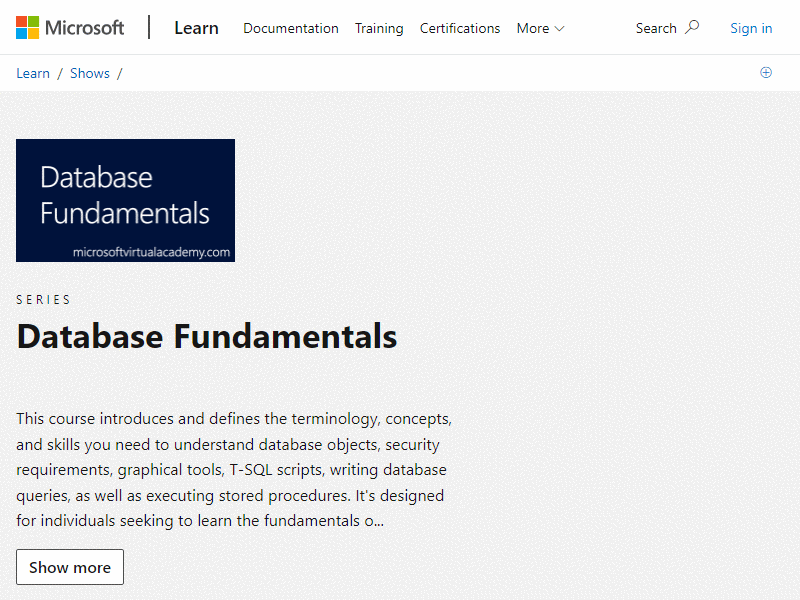 Microsoft
Learn
Documentation
Training
Certifications
More
Search
Sign in
Learn / Shows /
Database
Fundamentals
microsoftvirtualacademy.com
SERIES
Database Fundamentals
This course introduces and defines the terminology, concepts,
and skills you need to understand database objects, security
requirements, graphical tools, T-SQL scripts, writing database
queries, as well as executing stored procedures. It's designed
for individuals seeking to learn the fundamentals o...
Show more